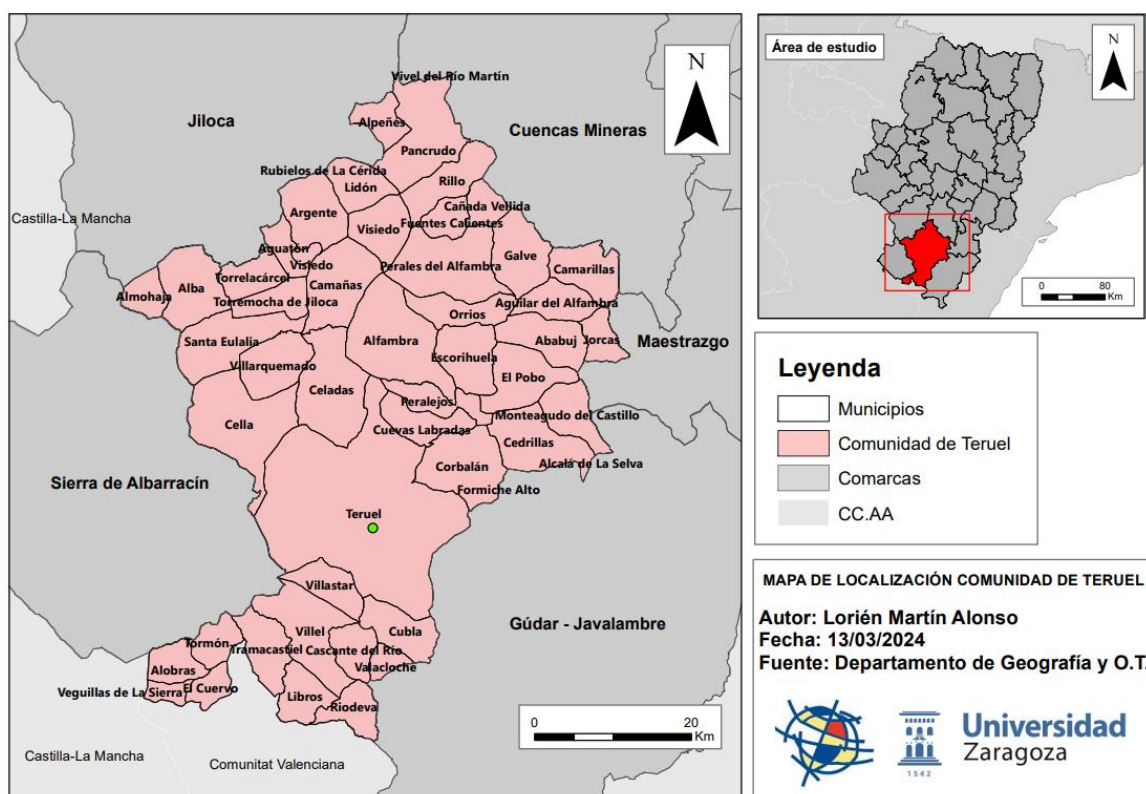 Vivel del Río Martín
N
Alpeñés
Jiloca
Cuencas Mineras
Pancrudo
Rubielos de La Cérida
Lidón
Rillo
Cañada Vellida
Argente
Fuentes Calientes
Visiedo
Castilla-La Mancha
Aguatón
Galve
Visiedo
Perales del Alfambra
Camarillas
Torrelacárcel
Camañas
Alba
Almohaja
Torremocha de Jiloca
Aguilar del Alfambra
Orrios
Santa Eulalia
Alfambra
Ababuj
Jorcas
Maestrazgo
Escorihuela
Villarquemado
El Pobo
Celadas
Peralejos
Monteagudo del Castillo
Cella
Cuevas Labradas
Cedrillas
Corbalán
Alcalá de La Selva
Sierra de Albarracín
Formiche Alto
Teruel
Villastar
Gúdar - Javalambre
Villel
Cubla
Tormón
Tramacastiel
Cascante del Río
Valacloche
Alobras
Veguillas de La Sierra
El Cuervo
Libros
Riodeva
0 20
Km
Castilla-La Mancha
Comunitat Valenciana
Área de estudio
N
0 80
Km
Leyenda
Municipios
Comunidad de Teruel
Comarcas
CC.AA
MAPA DE LOCALIZACIÓN COMUNIDAD DE TERUEL
Autor: Lorién Martín Alonso
Fecha: 13/03/2024
Fuente: Departamento de Geografía y O.T.
Universidad
Zaragoza
1542